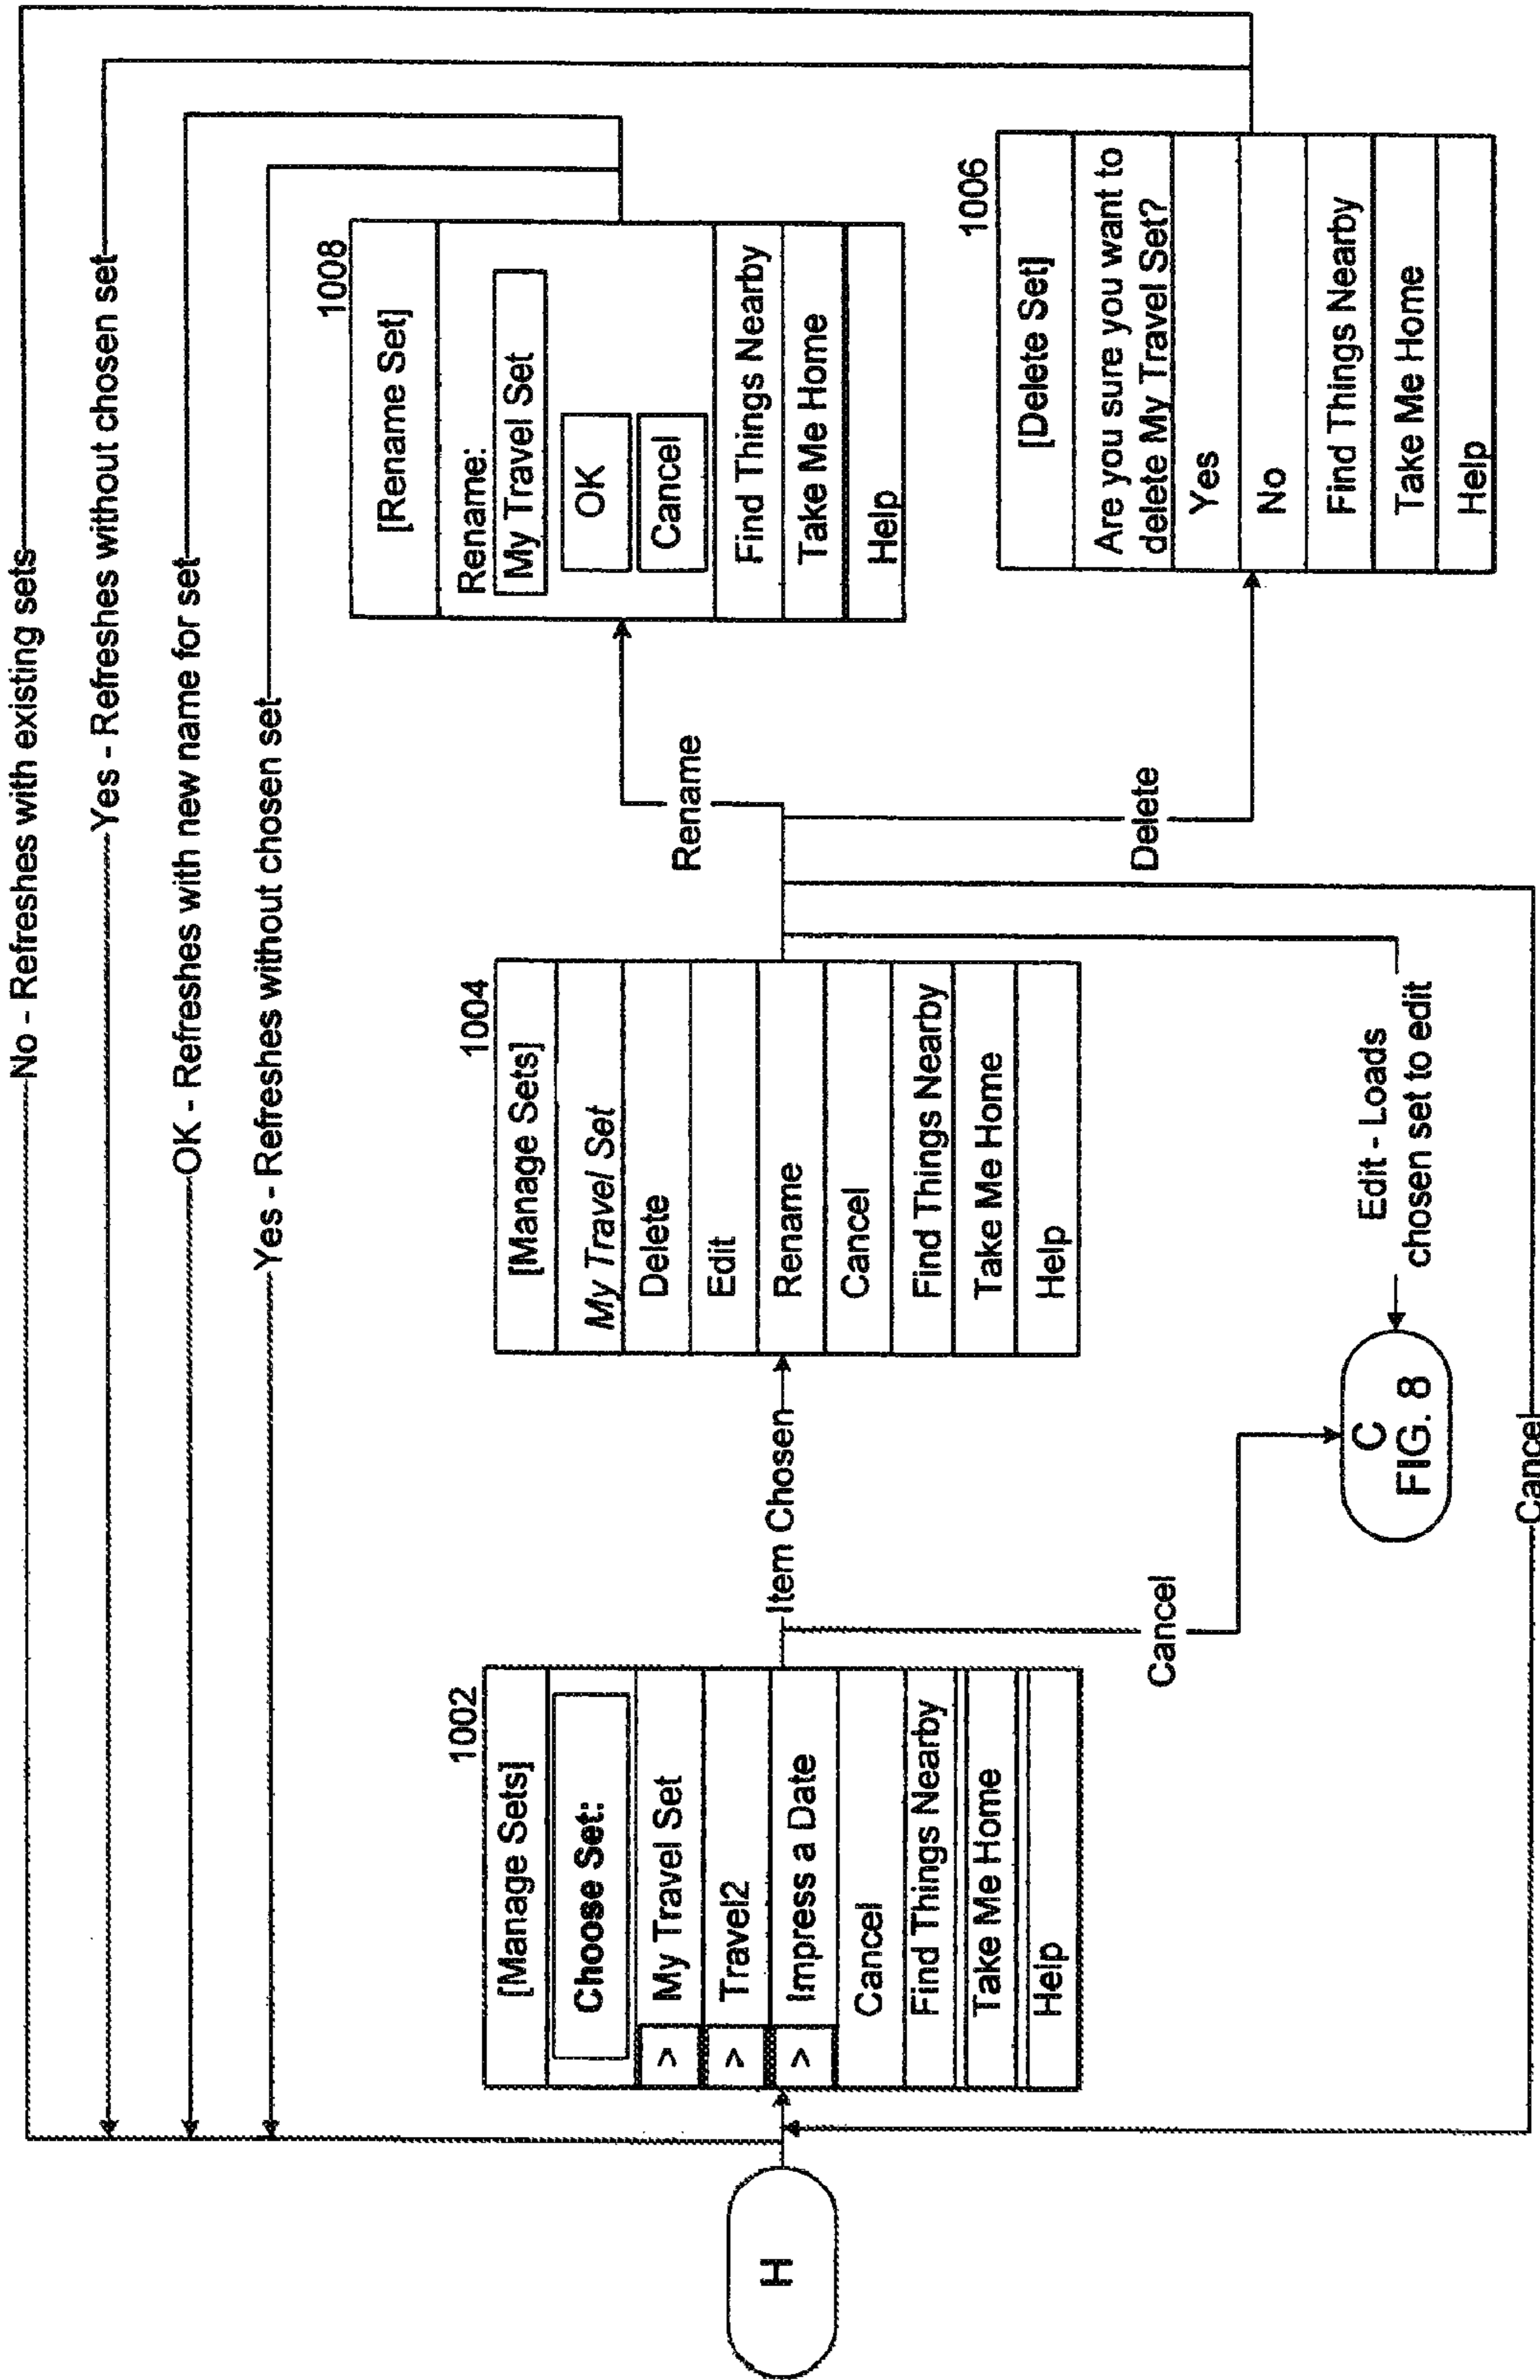 No - Refreshes with existing sets
Yes - Refreshes without chosen set
OK - Refreshes with new name for set
Yes - Refreshes without chosen set
H
1002
[Manage Sets]
Choose Set:
> My Travel Set
> Travel2
> Impress a Date
Cancel
Find Things Nearby
Take Me Home
Help
Item Chosen
Cancel
1004
[Manage Sets]
My Travel Set
Delete
Edit
Rename
Cancel
Find Things Nearby
Take Me Home
Help
Rename
Delete
Edit - Loads
chosen set to edit
C
FIG. 8
Cancel
1008
[Rename Set]
Rename:
My Travel Set
OK
Cancel
Find Things Nearby
Take Me Home
Help
1006
[Delete Set]
Are you sure you want to
delete My Travel Set?
Yes
No
Find Things Nearby
Take Me Home
Help